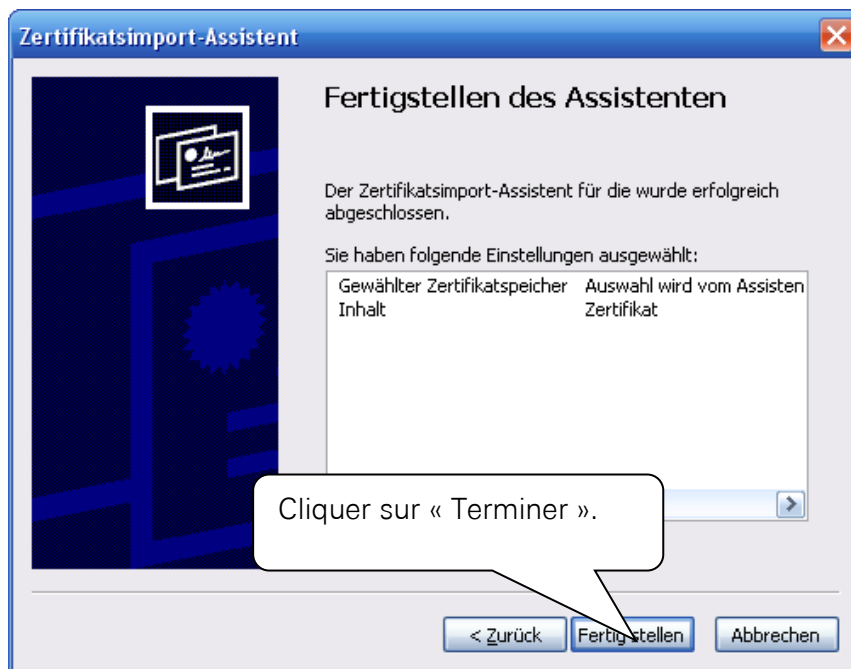 Zertifikatsimport-Assistent
Fertigstellen des Assistenten
Der Zertifikatsimport-Assistent für die wurde erfolgreich
abgeschlossen.
Sie haben folgende Einstellungen ausgewählt:
Gewählter Zertifikatspeicher Auswahl wird vom Assisten
Inhalt Zertifikat
Cliquer sur « Terminer ».
< Zurück Fertigstellen Abbrechen